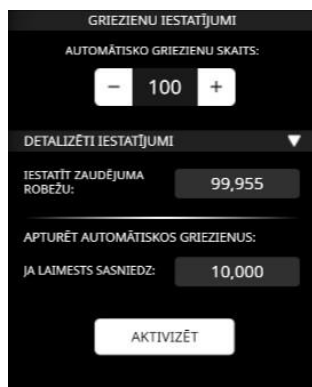 GRIEZIENU IESTATĪJUMI
AUTOMĀTISKO GRIEZIENU SKAITS:
− 100 +
DETALIZĒTI IESTATĪJUMI
IESTATĪT ZAUDĒJUMA
ROBEŽU:
99,955
APTURĒT AUTOMĀTISKOS GRIEZIENUS:
JA LAIMESTS SASNIEDZ: 10,000
AKTIVIZĒT